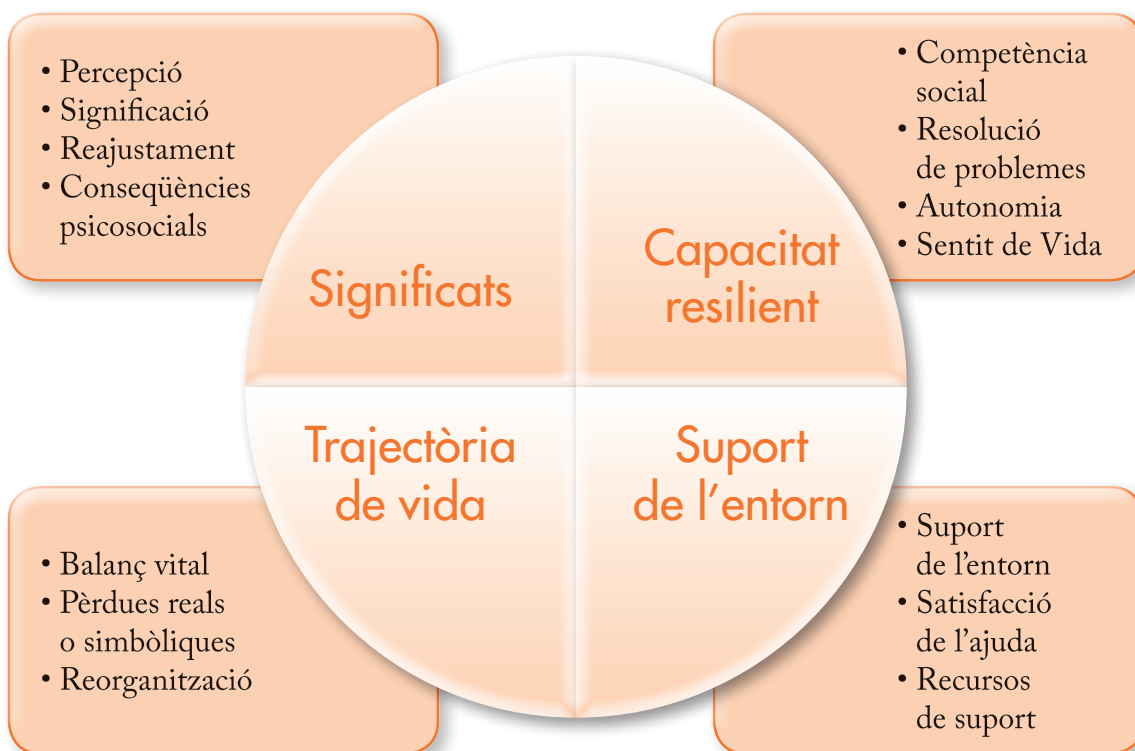 • Percepció
• Significació
• Reajustament
• Conseqüències
psicosocials
• Competència
social
• Resolució
de problemes
• Autonomia
• Sentit de Vida
Significats
Capacitat
resilient
Trajectòria
de vida
Suport
de l’entorn
• Balanç vital
• Pèrdues reals
o simbòliques
• Reorganització
• Suport
de l’entorn
• Satisfacció
de l’ajuda
• Recursos
de suport